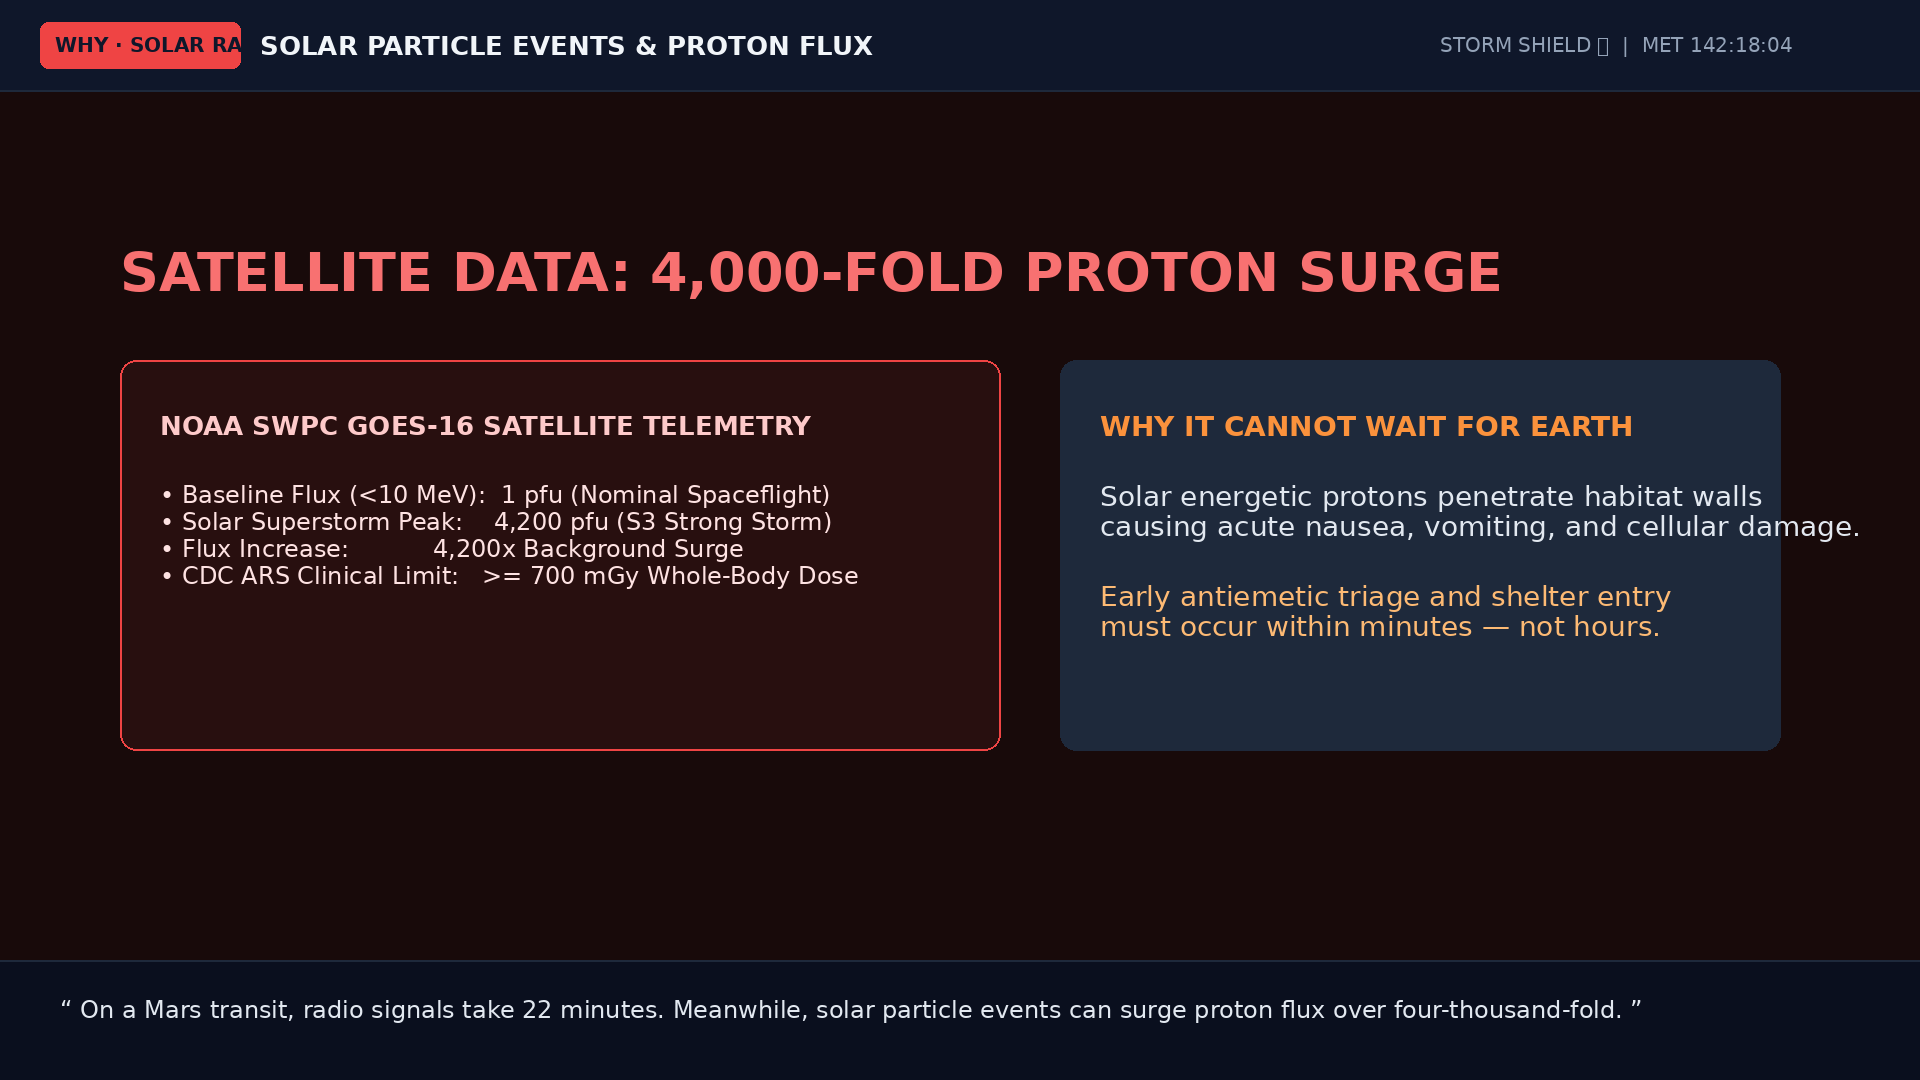 WHY · SOLAR RA
SOLAR PARTICLE EVENTS & PROTON FLUX
STORM SHIELD | MET 142:18:04
SATELLITE DATA: 4,000-FOLD PROTON SURGE
NOAA SWPC GOES-16 SATELLITE TELEMETRY
• Baseline Flux (<10 MeV): 1 pfu (Nominal Spaceflight)
• Solar Superstorm Peak: 4,200 pfu (S3 Strong Storm)
• Flux Increase: 4,200x Background Surge
• CDC ARS Clinical Limit: >= 700 mGy Whole-Body Dose
WHY IT CANNOT WAIT FOR EARTH
Solar energetic protons penetrate habitat walls
causing acute nausea, vomiting, and cellular damage.
Early antiemetic triage and shelter entry
must occur within minutes — not hours.
“ On a Mars transit, radio signals take 22 minutes. Meanwhile, solar particle events can surge proton flux over four-thousand-fold. ”